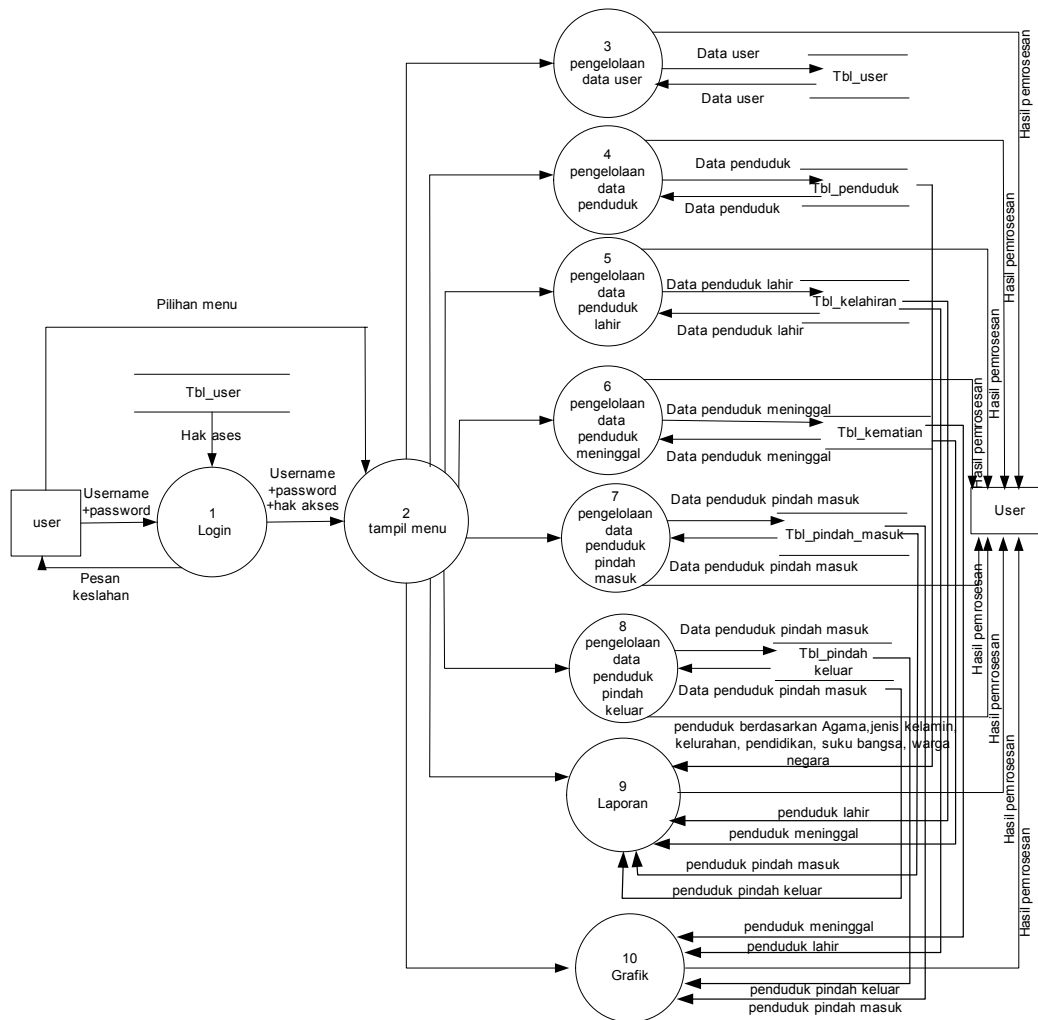 3
pengelolaan
data user
Data user
Tbl_user
Data user
Hasil pemrosesan
4
pengelolaan
data
penduduk
Data penduduk
Tbl_penduduk
Data penduduk
Hasil pemrosesan
5
pengelolaan
data
penduduk
lahir
Data penduduk lahir
Tbl_kelahiran
Data penduduk lahir
Hasil pemrosesan
Pilihan menu
Tbl_user
Hak ases
6
pengelolaan
data
penduduk
meninggal
Data penduduk meninggal
Tbl_kematian
Data penduduk meninggal
Hasil pemrosesan
user
Username
+password
1
Login
Username
+password
+hak akses
2
tampil menu
Pesan
keslahan
7
pengelolaan
data
penduduk
pindah
masuk
Data penduduk pindah masuk
Tbl_pindah_masuk
Data penduduk pindah masuk
User
Hasil pemrosesan
8
pengelolaan
data
penduduk
pindah
keluar
Data penduduk pindah masuk
Tbl_pindah
keluar
Data penduduk pindah masuk
Hasil pemrosesan
penduduk berdasarkan Agama,jenis kelamin,
kelurahan, pendidikan, suku bangsa, warga
negara
9
Laporan
penduduk lahir
penduduk meninggal
penduduk pindah masuk
penduduk pindah keluar
Hasil pemrosesan
10
Grafik
penduduk meninggal
penduduk lahir
penduduk pindah keluar
penduduk pindah masuk
Hasil pemrosesan